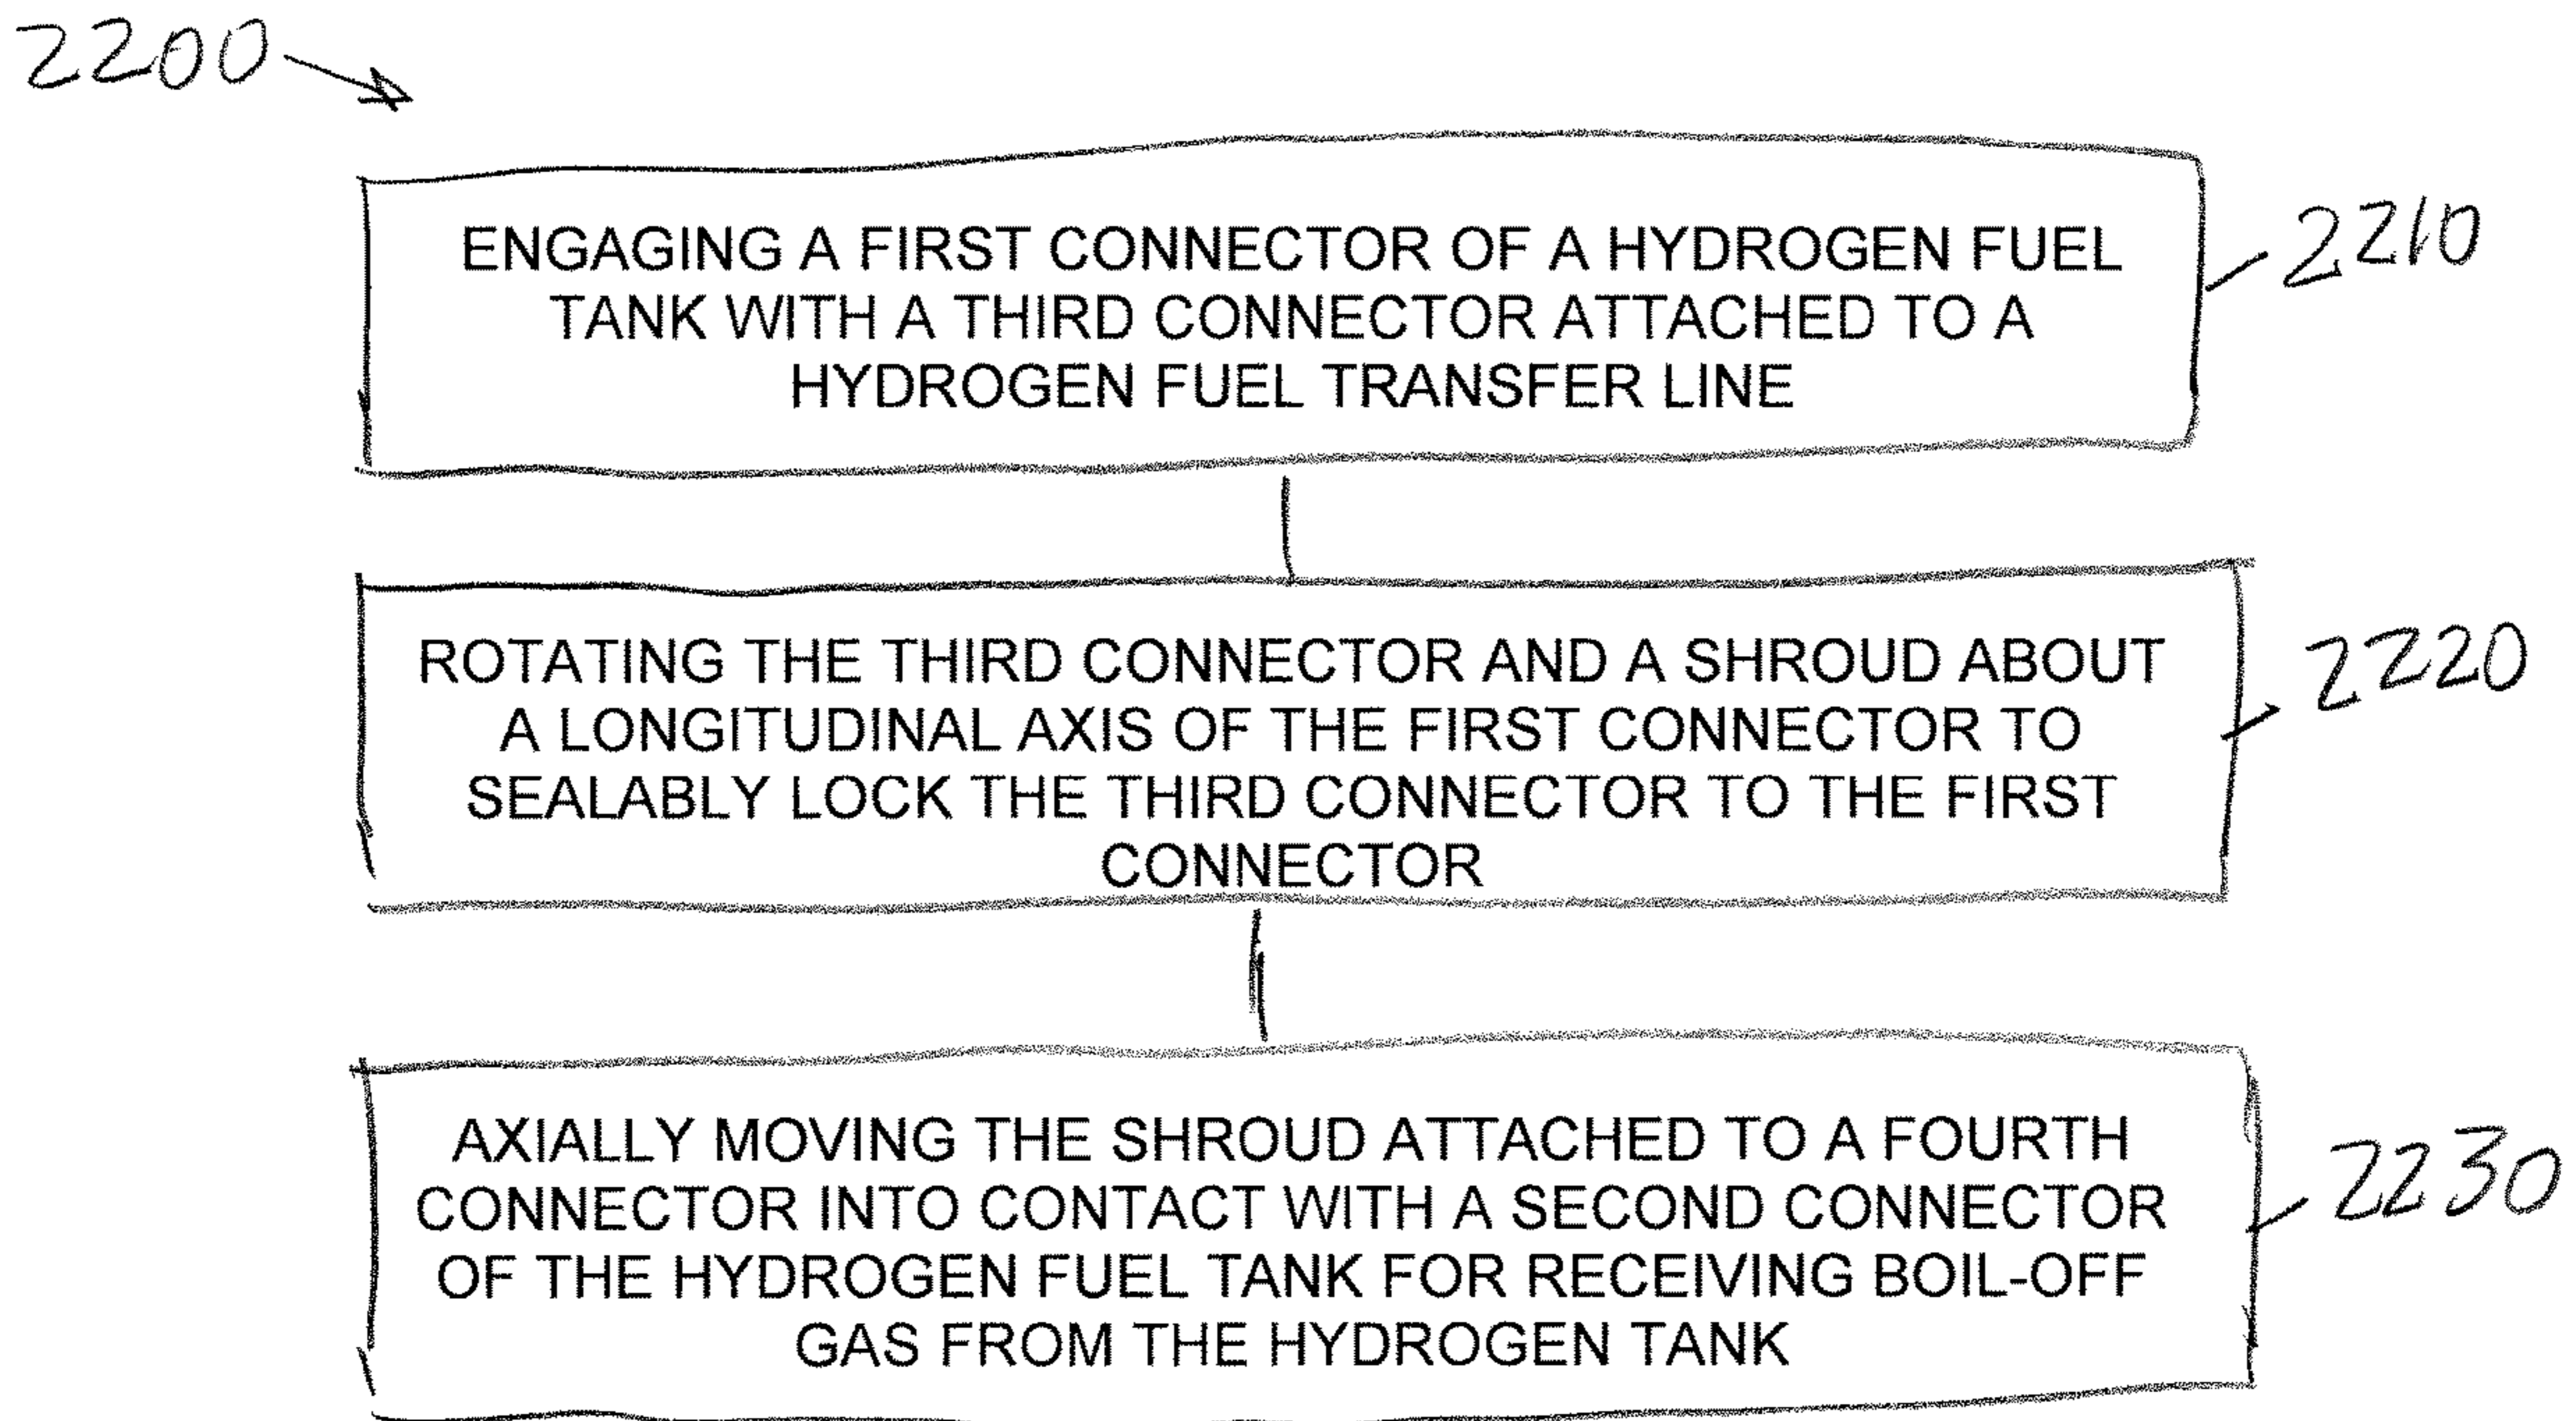 2200
ENGAGING A FIRST CONNECTOR OF A HYDROGEN FUEL
TANK WITH A THIRD CONNECTOR ATTACHED TO A
HYDROGEN FUEL TRANSFER LINE
2210
ROTATING THE THIRD CONNECTOR AND A SHROUD ABOUT
A LONGITUDINAL AXIS OF THE FIRST CONNECTOR TO
SEALABLY LOCK THE THIRD CONNECTOR TO THE FIRST
CONNECTOR
2220
AXIALLY MOVING THE SHROUD ATTACHED TO A FOURTH
CONNECTOR INTO CONTACT WITH A SECOND CONNECTOR
OF THE HYDROGEN FUEL TANK FOR RECEIVING BOIL-OFF
GAS FROM THE HYDROGEN TANK
2230